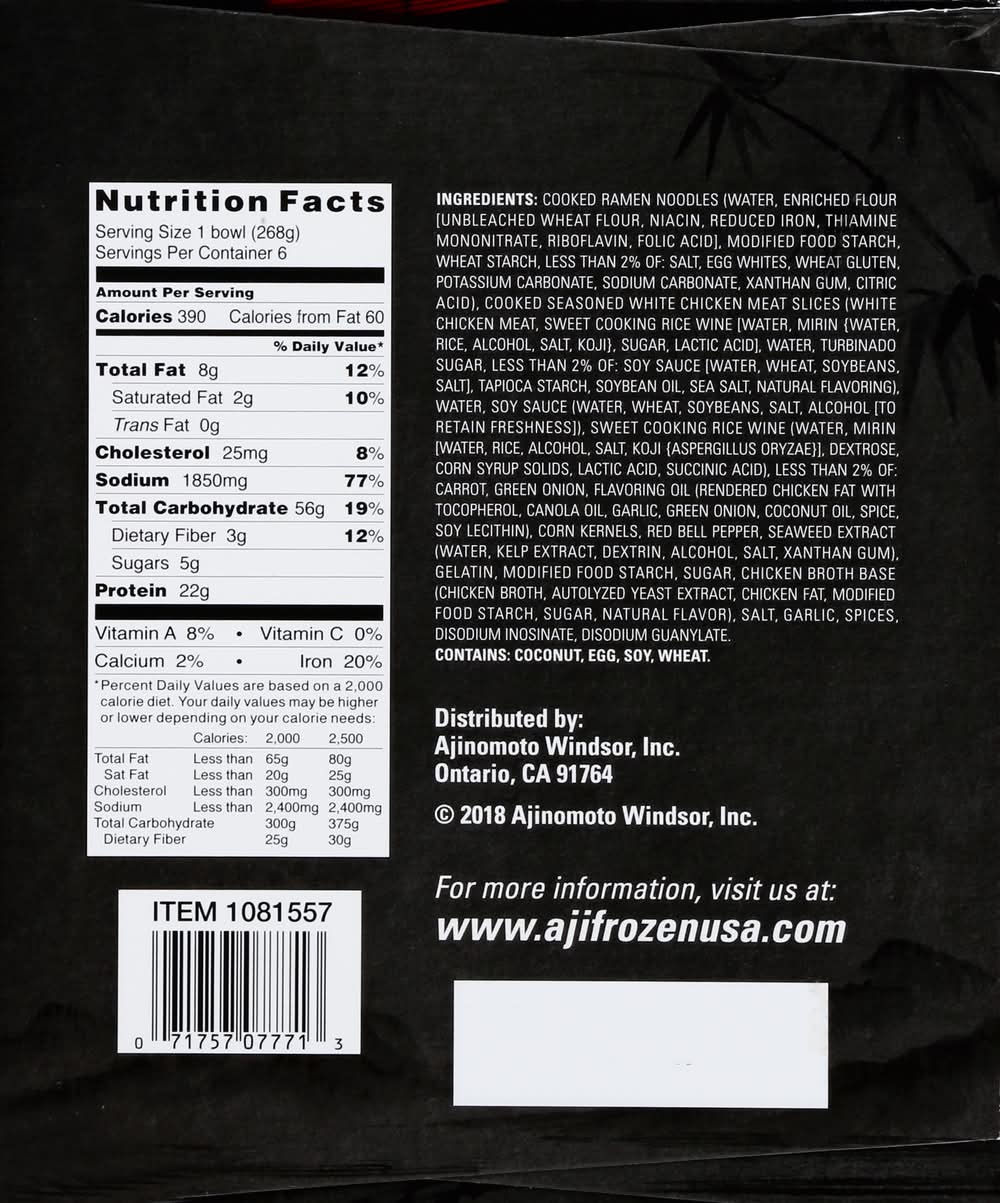 Nutrition Facts
Serving Size 1 bowl (268g)
Servings Per Container 6
Amount Per Serving
Calories 390 Calories from Fat 60
% Daily Value*
Total Fat 8g 12%
Saturated Fat 2g 10%
Trans Fat 0g
Cholesterol 25mg 8%
Sodium 1850mg 77%
Total Carbohydrate 56g 19%
Dietary Fiber 3g 12%
Sugars 5g
Protein 22g
Vitamin A 8% • Vitamin C 0%
Calcium 2% • Iron 20%
*Percent Daily Values are based on a 2,000
calorie diet. Your daily values may be higher
or lower depending on your calorie needs:
Calories: 2,000 2,500
Total Fat Less than 65g 80g
Sat Fat Less than 20g 25g
Cholesterol Less than 300mg 300mg
Sodium Less than 2,400mg 2,400mg
Total Carbohydrate 300g 375g
Dietary Fiber 25g 30g
ITEM 1081557
0 71757 07771 3
INGREDIENTS: COOKED RAMEN NOODLES (WATER, ENRICHED FLOUR
[UNBLEACHED WHEAT FLOUR, NIACIN, REDUCED IRON, THIAMINE
MONONITRATE, RIBOFLAVIN, FOLIC ACID], MODIFIED FOOD STARCH,
WHEAT STARCH, LESS THAN 2% OF: SALT, EGG WHITES, WHEAT GLUTEN,
POTASSIUM CARBONATE, SODIUM CARBONATE, XANTHAN GUM, CITRIC
ACID), COOKED SEASONED WHITE CHICKEN MEAT SLICES (WHITE
CHICKEN MEAT, SWEET COOKING RICE WINE [WATER, MIRIN {WATER,
RICE, ALCOHOL, SALT, KOJI}, SUGAR, LACTIC ACID], WATER, TURBINADO
SUGAR, LESS THAN 2% OF: SOY SAUCE [WATER, WHEAT, SOYBEANS,
SALT], TAPIOCA STARCH, SOYBEAN OIL, SEA SALT, NATURAL FLAVORING),
WATER, SOY SAUCE (WATER, WHEAT, SOYBEANS, SALT, ALCOHOL [TO
RETAIN FRESHNESS]), SWEET COOKING RICE WINE (WATER, MIRIN
[WATER, RICE, ALCOHOL, SALT, KOJI {ASPERGILLUS ORYZAE}], DEXTROSE,
CORN SYRUP SOLIDS, LACTIC ACID, SUCCINIC ACID), LESS THAN 2% OF:
CARROT, GREEN ONION, FLAVORING OIL (RENDERED CHICKEN FAT WITH
TOCOPHEROL, CANOLA OIL, GARLIC, GREEN ONION, COCONUT OIL, SPICE,
SOY LECITHIN), CORN KERNELS, RED BELL PEPPER, SEAWEED EXTRACT
(WATER, KELP EXTRACT, DEXTRIN, ALCOHOL, SALT, XANTHAN GUM),
GELATIN, MODIFIED FOOD STARCH, SUGAR, CHICKEN BROTH BASE
(CHICKEN BROTH, AUTOLYZED YEAST EXTRACT, CHICKEN FAT, MODIFIED
FOOD STARCH, SUGAR, NATURAL FLAVOR), SALT, GARLIC, SPICES,
DISODIUM INOSINATE, DISODIUM GUANYLATE.
CONTAINS: COCONUT, EGG, SOY, WHEAT.
Distributed by:
Ajinomoto Windsor, Inc.
Ontario, CA 91764
© 2018 Ajinomoto Windsor, Inc.
For more information, visit us at:
www.ajifrozenusa.com